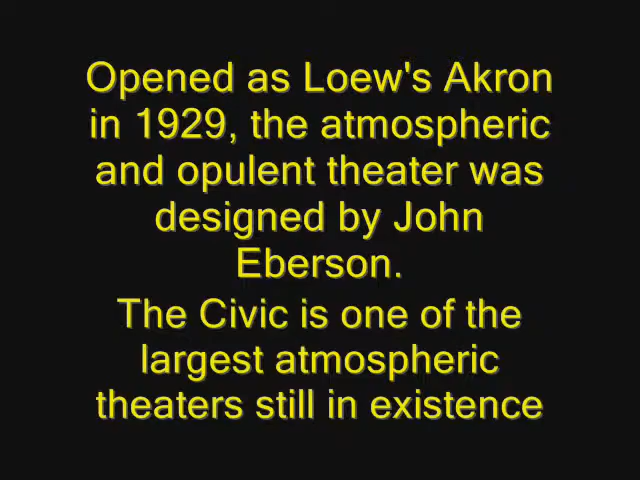 Opened as Loew's Akron
in 1929, the atmospheric
and opulent theater was
designed by John
Eberson.
The Civic is one of the
largest atmospheric
theaters still in existence